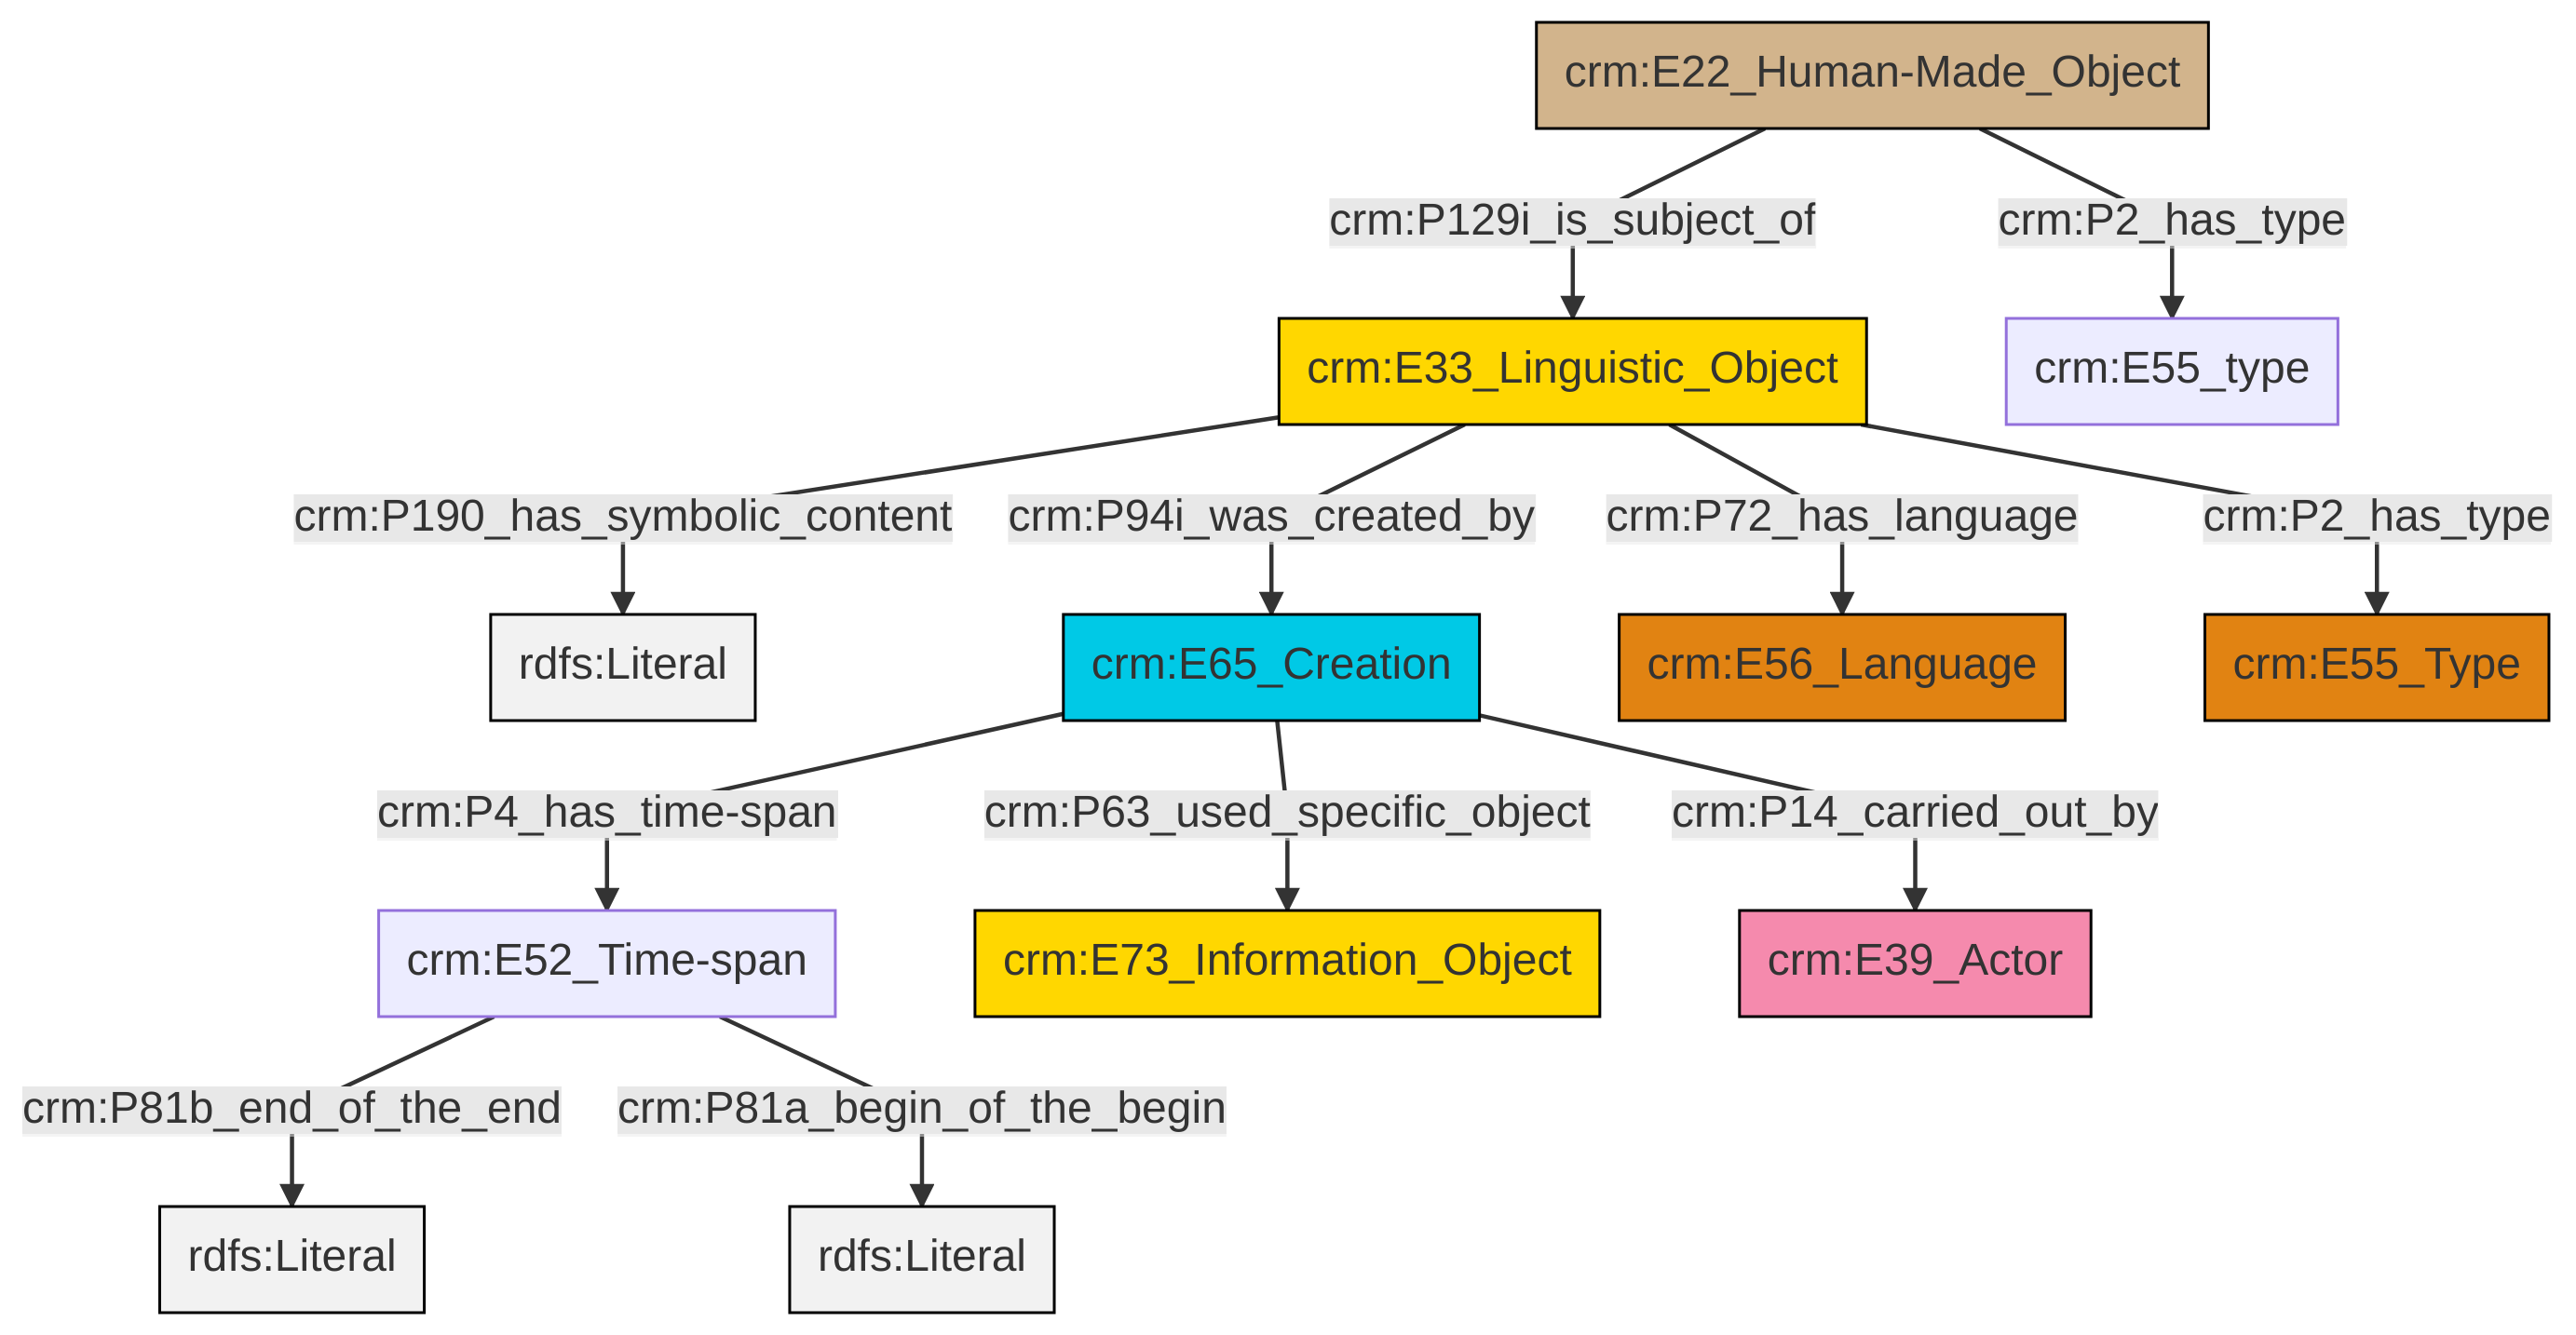 crm:E22_Human-Made_Object
crm:P129i_is_subject_of
crm:P2_has_type
crm:E33_Linguistic_Object
crm:E55_type
crm:P190_has_symbolic_content
crm:P94i_was_created_by
crm:P72_has_language
crm:P2_has_type
rdfs:Literal
crm:E65_Creation
crm:E56_Language
crm:E55_Type
crm:P4_has_time-span
crm:P63_used_specific_object
crm:P14_carried_out_by
crm:E52_Time-span
crm:E73_Information_Object
crm:E39_Actor
crm:P81b_end_of_the_end
crm:P81a_begin_of_the_begin
rdfs:Literal
rdfs:Literal